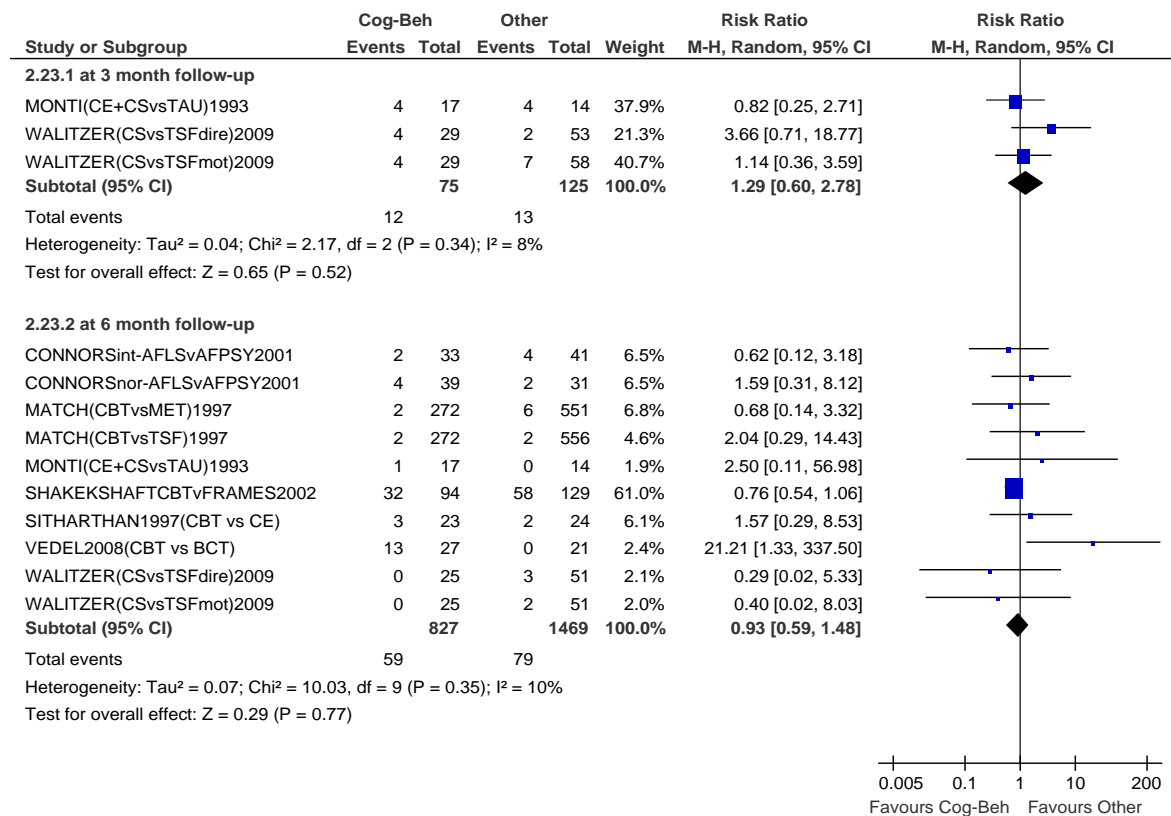 Cog-Beh Other Risk Ratio Risk Ratio
Study or Subgroup Events Total Events Total Weight M-H, Random, 95% CI M-H, Random, 95% CI
2.23.1 at 3 month follow-up
MONTI(CE+CSvsTAU)1993 4 17 4 14 37.9% 0.82 [0.25, 2.71]
WALITZER(CSvsTSFdire)2009 4 29 2 53 21.3% 3.66 [0.71, 18.77]
WALITZER(CSvsTSFmot)2009 4 29 7 58 40.7% 1.14 [0.36, 3.59]
Subtotal (95% CI) 75 125 100.0% 1.29 [0.60, 2.78]
Total events 12 13
Heterogeneity: Tau² = 0.04; Chi² = 2.17, df = 2 (P = 0.34); I² = 8%
Test for overall effect: Z = 0.65 (P = 0.52)
2.23.2 at 6 month follow-up
CONNORSint-AFLSvAFPSY2001 2 33 4 41 6.5% 0.62 [0.12, 3.18]
CONNORSnor-AFLSvAFPSY2001 4 39 2 31 6.5% 1.59 [0.31, 8.12]
MATCH(CBTvsMET)1997 2 272 6 551 6.8% 0.68 [0.14, 3.32]
MATCH(CBTvsTSF)1997 2 272 2 556 4.6% 2.04 [0.29, 14.43]
MONTI(CE+CSvsTAU)1993 1 17 0 14 1.9% 2.50 [0.11, 56.98]
SHAKEKSHAFTCBTvFRAMES2002 32 94 58 129 61.0% 0.76 [0.54, 1.06]
SITHARTHAN1997(CBT vs CE) 3 23 2 24 6.1% 1.57 [0.29, 8.53]
VEDEL2008(CBT vs BCT) 13 27 0 21 2.4% 21.21 [1.33, 337.50]
WALITZER(CSvsTSFdire)2009 0 25 3 51 2.1% 0.29 [0.02, 5.33]
WALITZER(CSvsTSFmot)2009 0 25 2 51 2.0% 0.40 [0.02, 8.03]
Subtotal (95% CI) 827 1469 100.0% 0.93 [0.59, 1.48]
Total events 59 79
Heterogeneity: Tau² = 0.07; Chi² = 10.03, df = 9 (P = 0.35); I² = 10%
Test for overall effect: Z = 0.29 (P = 0.77)
0.005 0.1 1 10 200
Favours Cog-Beh Favours Other